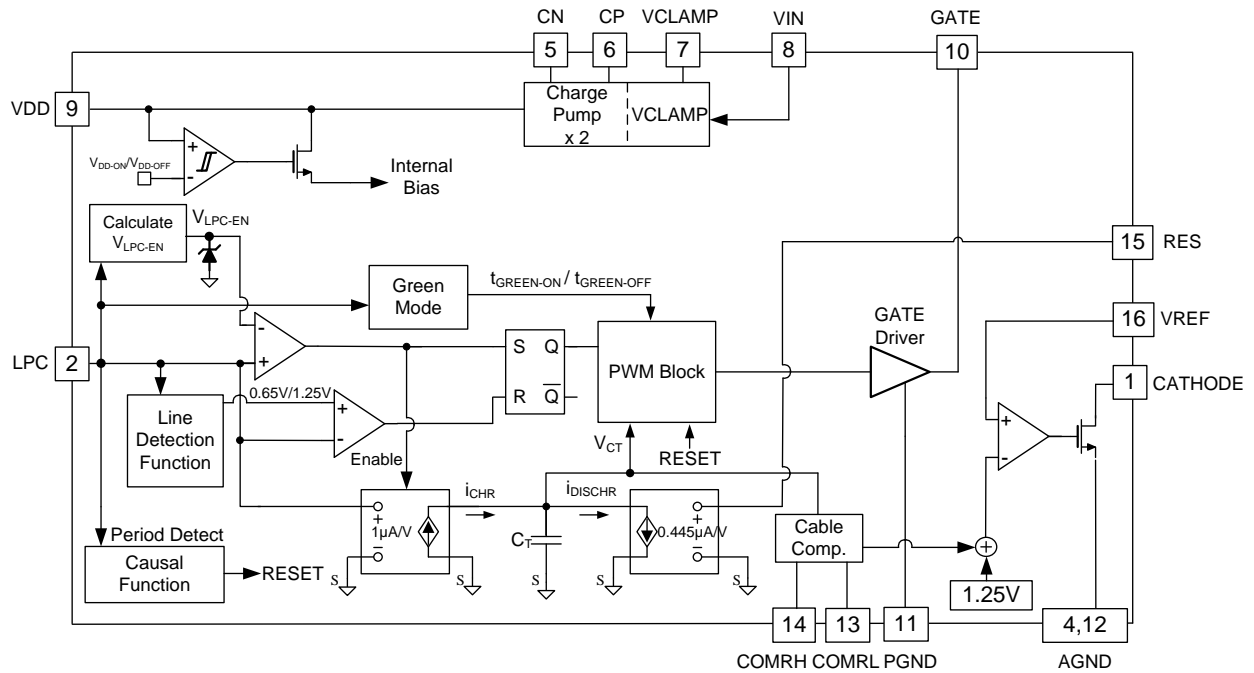 CN CP VCLAMP VIN GATE
5 6 7 8 10
VDD 9
Charge
Pump
x 2
VCLAMP
+
-
VDD-ON/VDD-OFF
Internal
Bias
Calculate
VLPC-EN
VLPC-EN
15 RES
Green
Mode
tGREEN-ON / tGREEN-OFF
GATE
Driver
16 VREF
LPC 2
-
+
S Q
R Q
PWM Block
1 CATHODE
0.65V/1.25V
+
-
Line
Detection
Function
+
-
Enable
VCT
RESET
iCHR
iDISCHR
+
1µA/V
-
CT
+
0.445µA/V
-
Cable
Comp.
+
Period Detect
Causal
Function
RESET
S S S S S
1.25V
14 13 11 4,12
COMRH COMRL PGND AGND